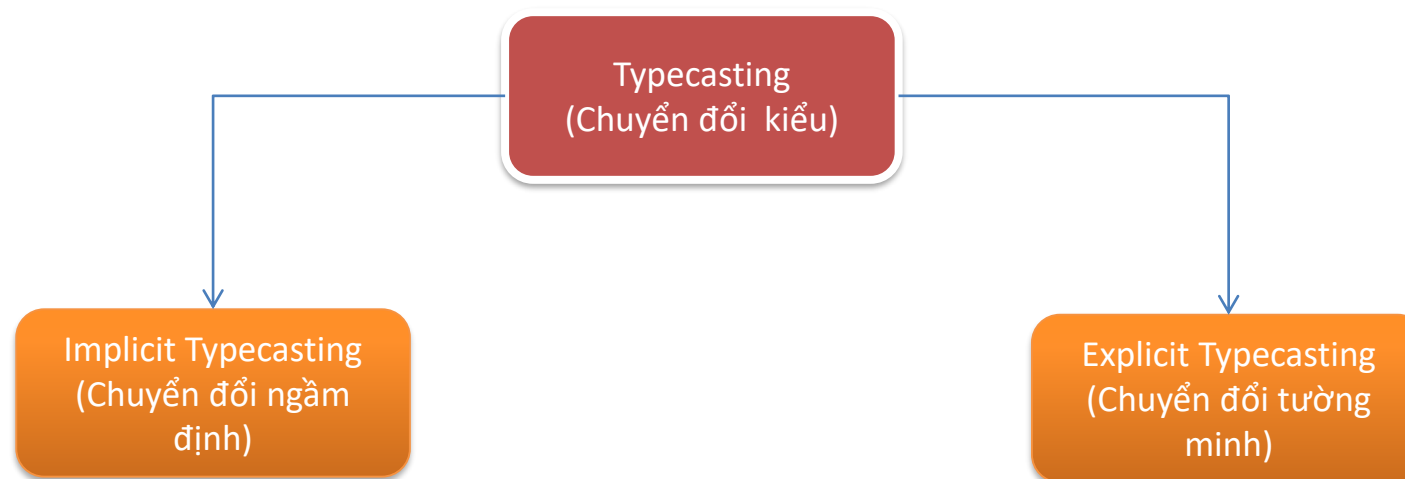 Typecasting
(Chuyển đổi kiểu)
Implicit Typecasting
(Chuyển đổi ngầm
định)
Explicit Typecasting
(Chuyển đổi tường
minh)